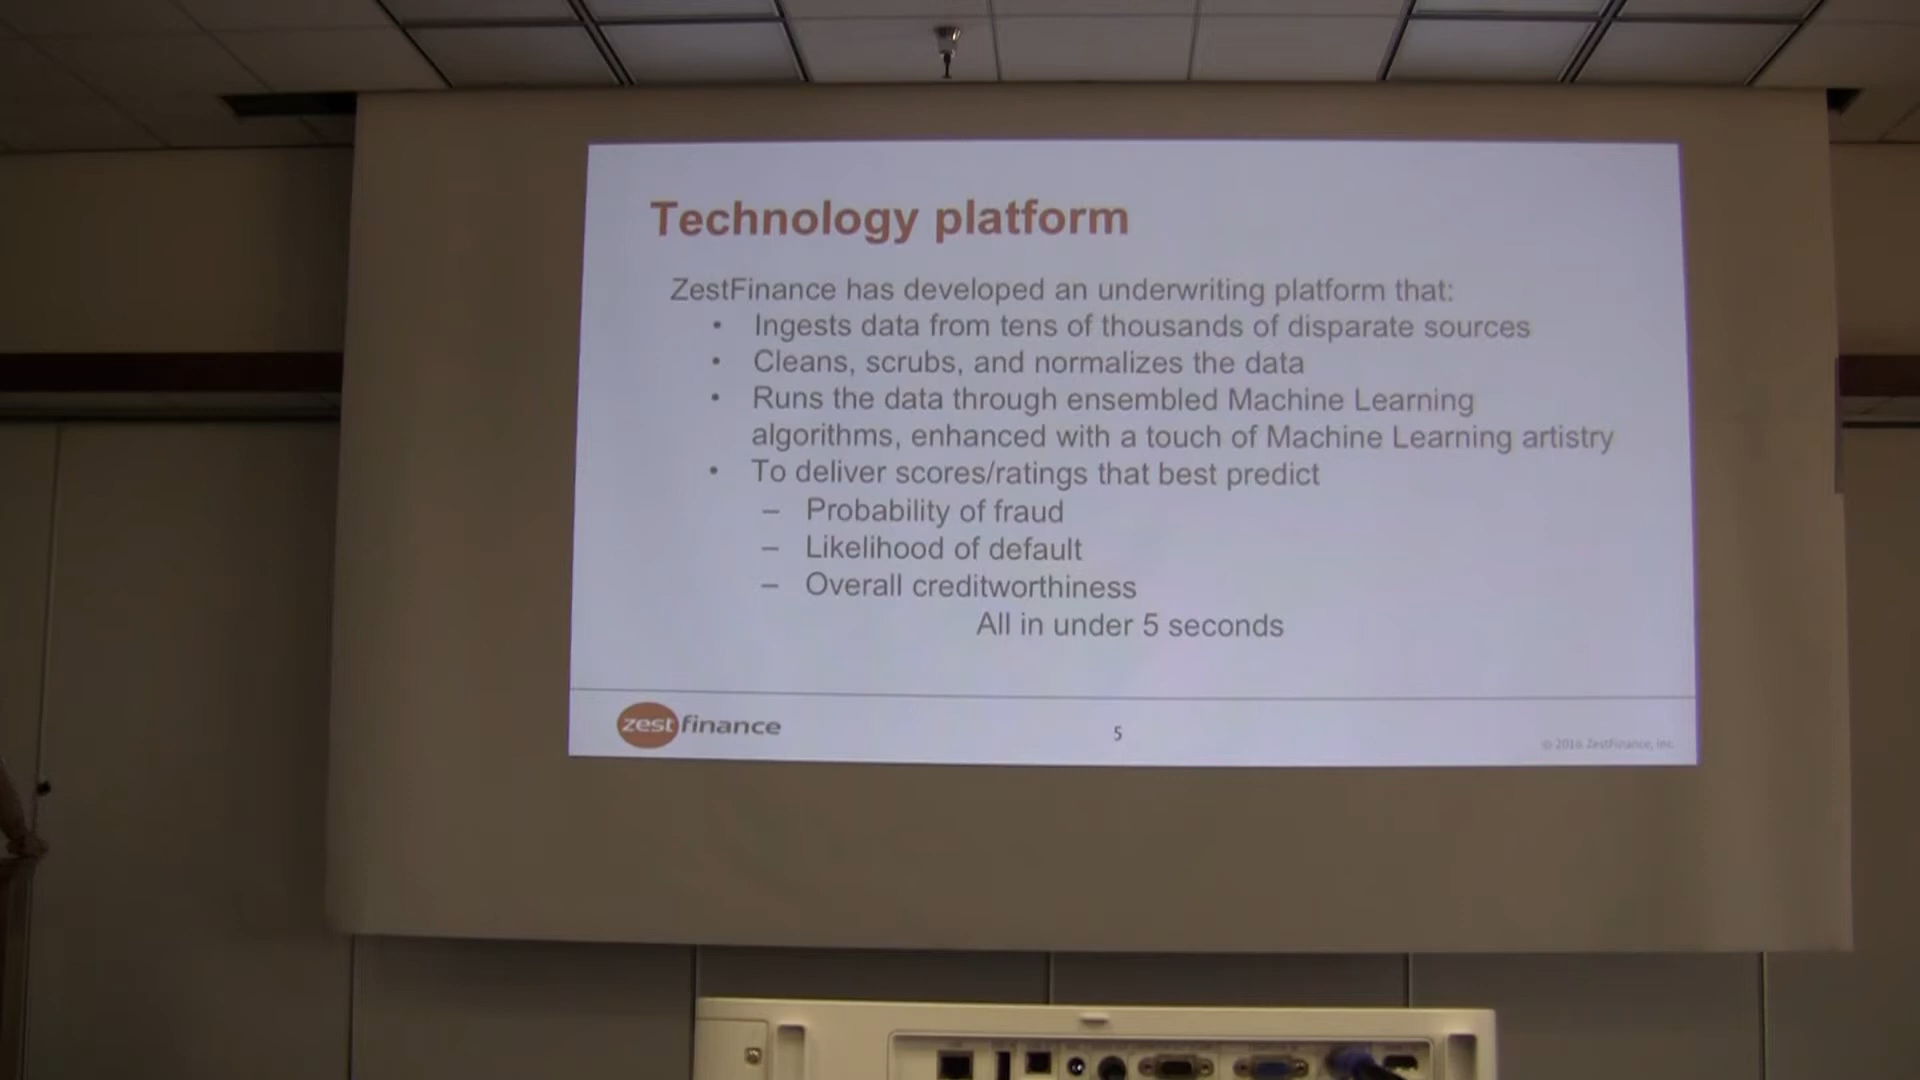 Technology platform
ZestFinance has developed an underwriting platform that:
• Ingests data from tens of thousands of disparate sources
• Cleans, scrubs, and normalizes the data
• Runs the data through ensembled Machine Learning
algorithms, enhanced with a touch of Machine Learning artistry
• To deliver scores/ratings that best predict
– Probability of fraud
– Likelihood of default
– Overall creditworthiness
All in under 5 seconds
zest finance
5
© 2016 ZestFinance, Inc.